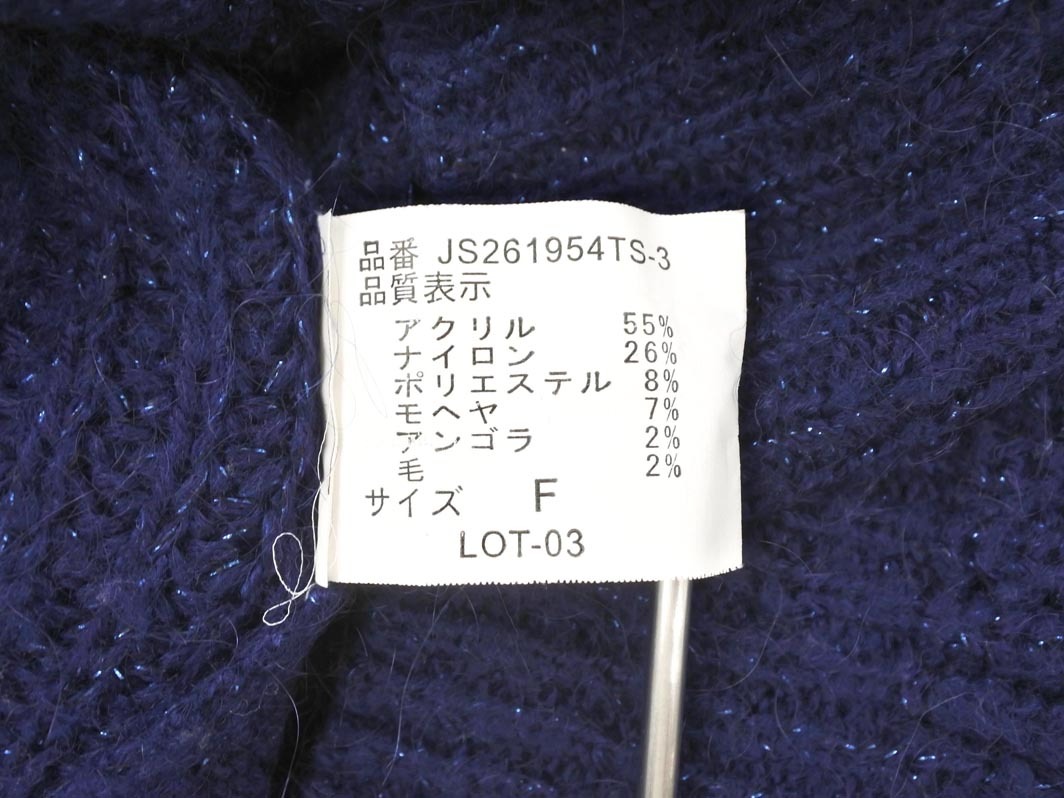 品番 JS261954TS-3
品質表示
アクリル 55%
ナイロン 26%
ポリエステル 8%
モヘヤ 7%
アンゴラ 2%
毛 2%
サイズ F
LOT-03